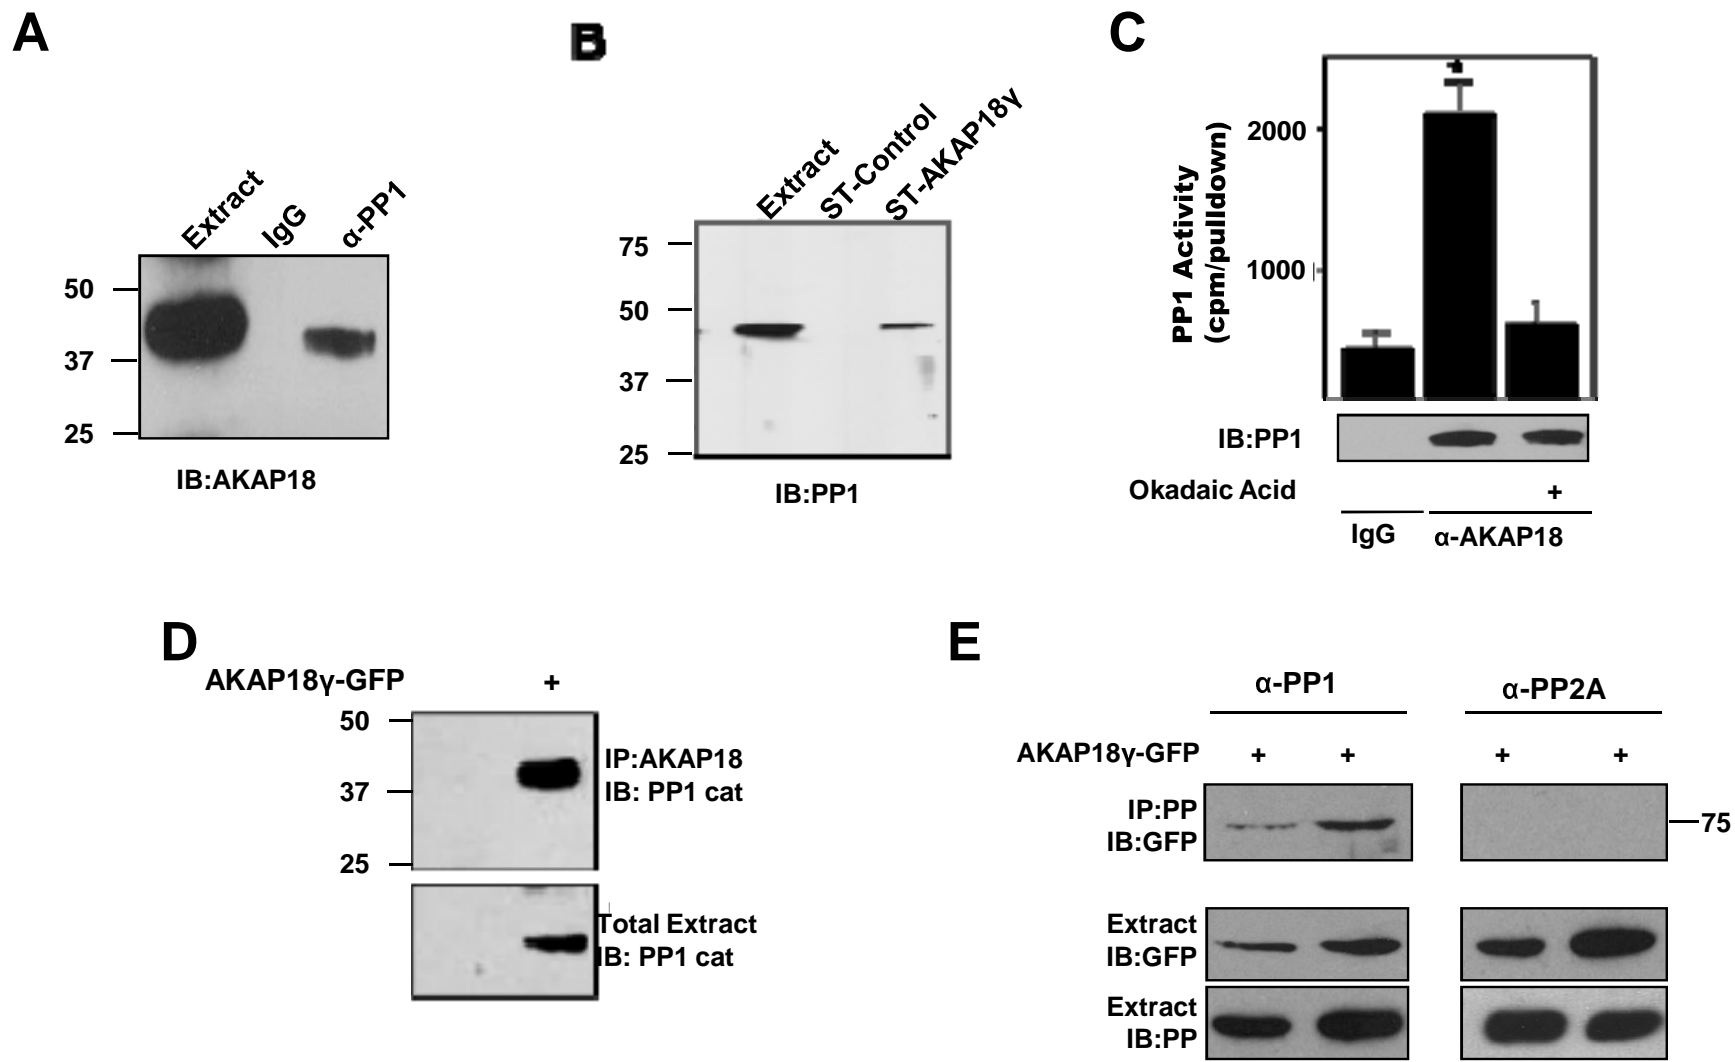 A
Extract
IgG
α-PP1
50
37
25
IB:AKAP18
B
Extract
ST-Control
ST-AKAP18γ
75
50
37
25
IB:PP1
C
PP1 Activity
(cpm/pulldown)
2000
1000
*
IB:PP1
Okadaic Acid +
IgG α-AKAP18
D
AKAP18γ-GFP +
50
37
25
IP:AKAP18
IB: PP1 cat
Total Extract
IB: PP1 cat
E
α-PP1 α-PP2A
AKAP18γ-GFP + + + +
IP:PP
IB:GFP
75
Extract
IB:GFP
Extract
IB:PP